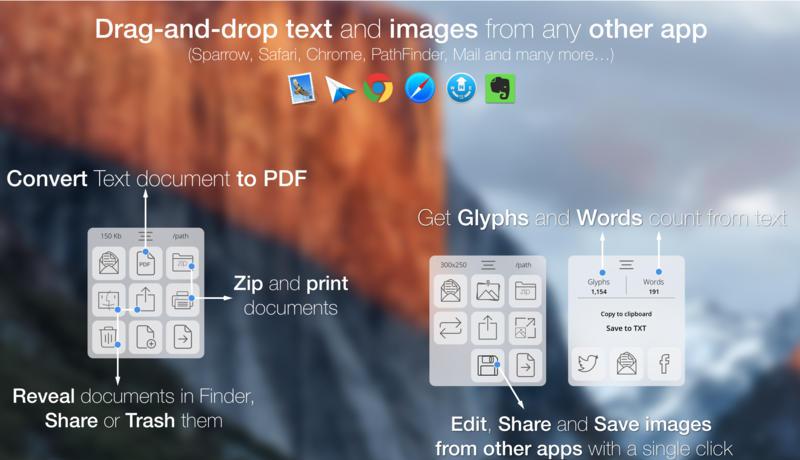 Drag-and-drop text and images from any other app
(Sparrow, Safari, Chrome, PathFinder, Mail and many more...)
Convert Text document to PDF
150 Kb /path
PDF
zip
Zip and print
documents
Reveal documents in Finder,
Share or Trash them
Get Glyphs and Words count from text
300x250 /path
zip
Glyphs Words
1,154 191
Copy to clipboard
Save to TXT
Edit, Share and Save images
from other apps with a single click